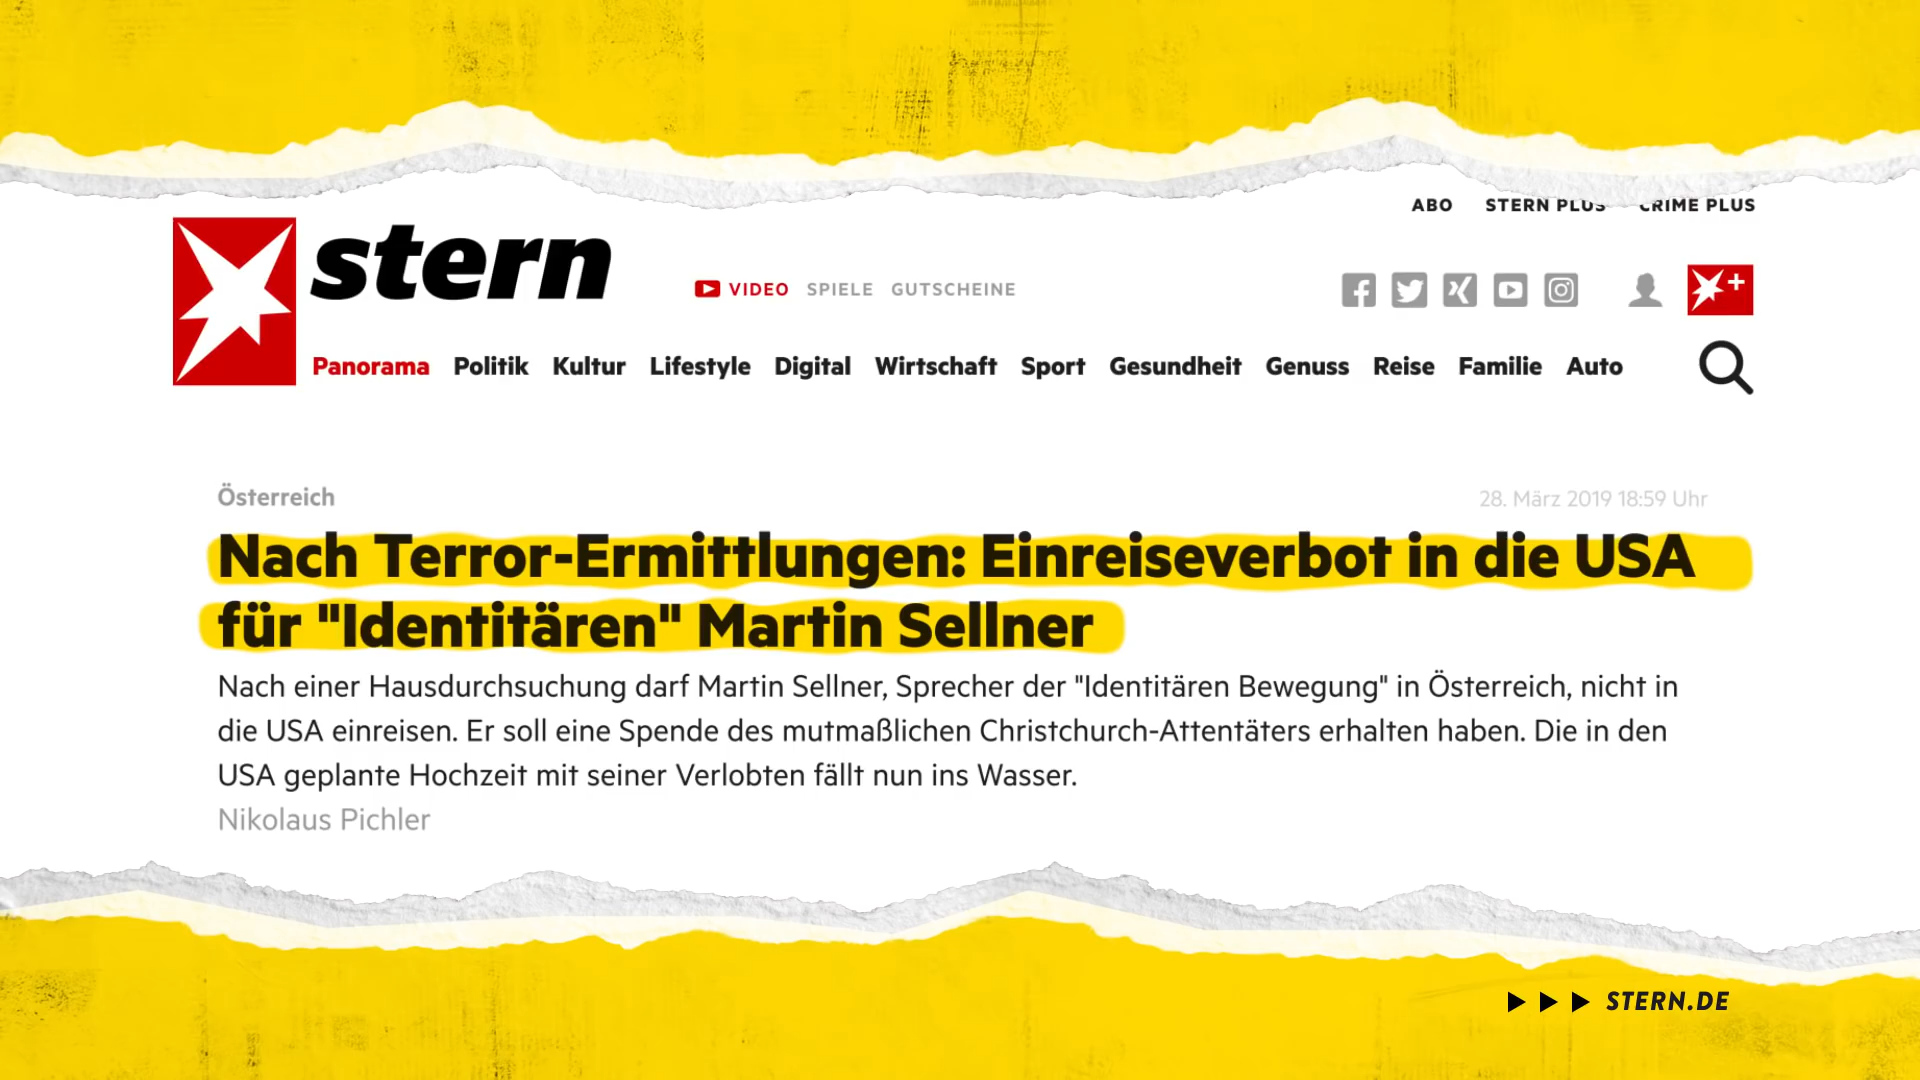 ABO STERN PLUS CRIME PLUS
stern
VIDEO SPIELE GUTSCHEINE
Panorama Politik Kultur Lifestyle Digital Wirtschaft Sport Gesundheit Genuss Reise Familie Auto
Österreich
28. März 2019 18:59 Uhr
Nach Terror-Ermittlungen: Einreiseverbot in die USA
für "Identitären" Martin Sellner
Nach einer Hausdurchsuchung darf Martin Sellner, Sprecher der "Identitären Bewegung" in Österreich, nicht in
die USA einreisen. Er soll eine Spende des mutmaßlichen Christchurch-Attentäters erhalten haben. Die in den
USA geplante Hochzeit mit seiner Verlobten fällt nun ins Wasser.
Nikolaus Pichler
STERN.DE